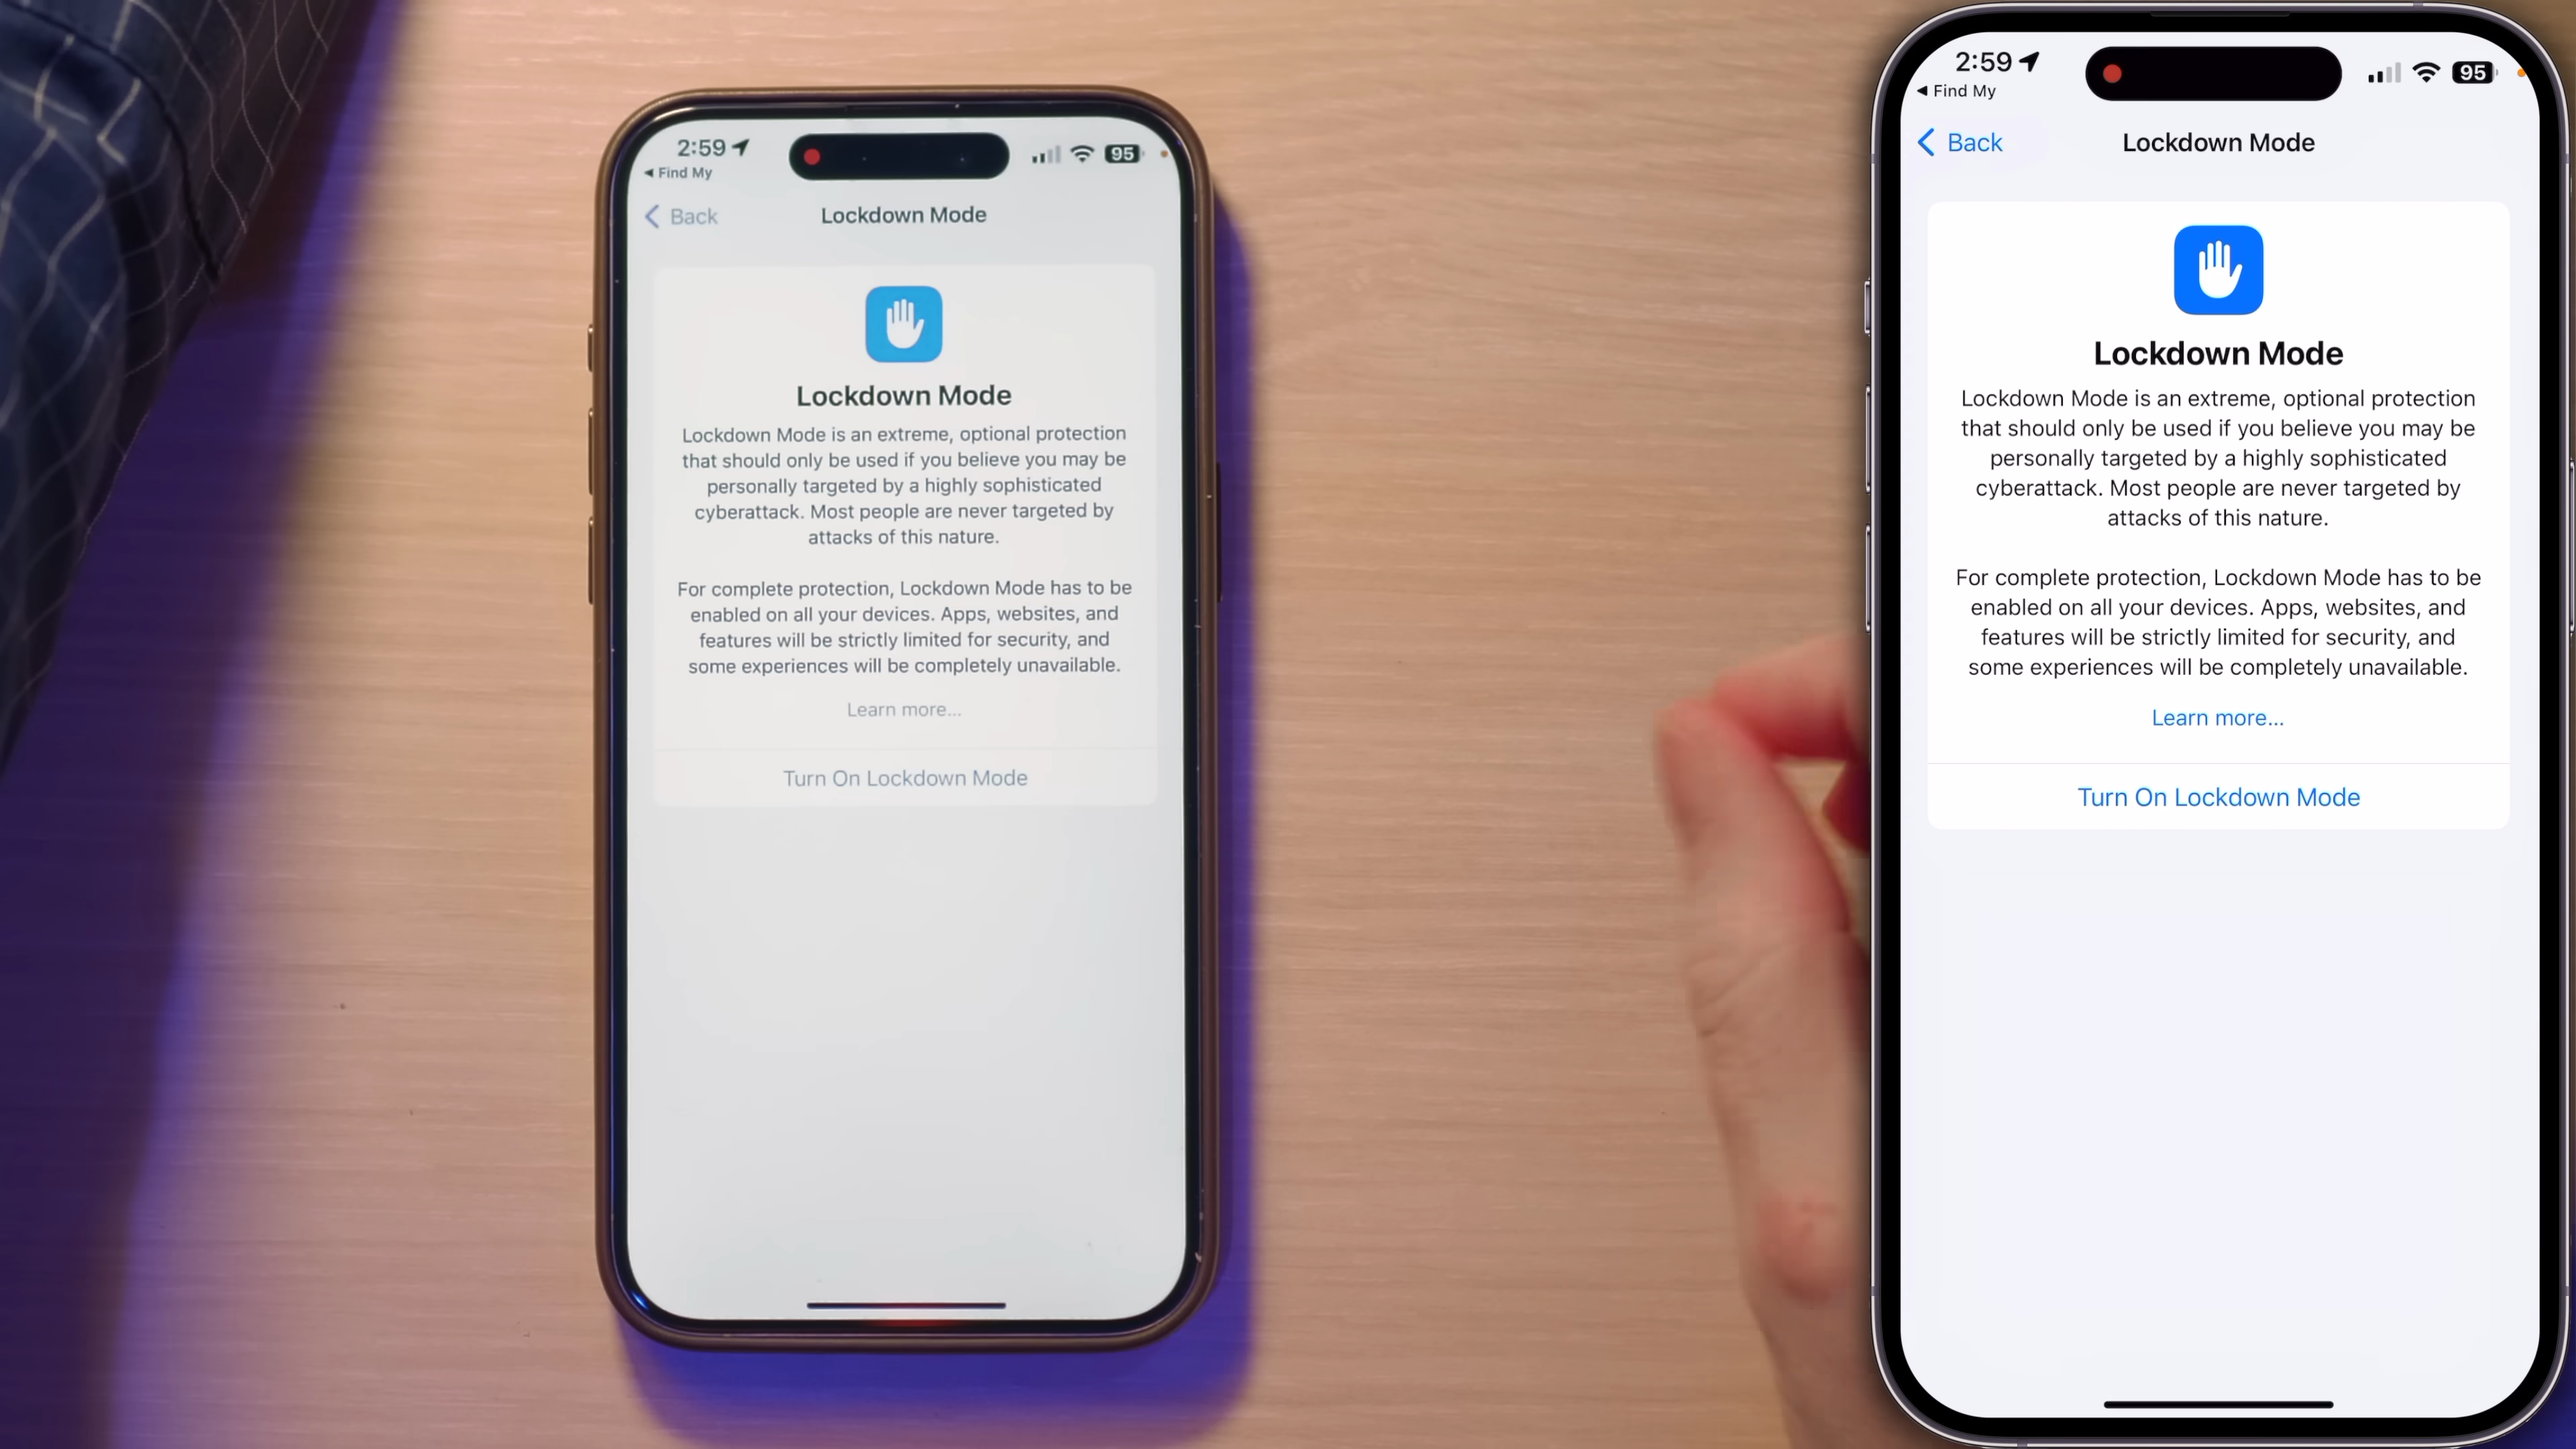 2:59
95
Find My
Back
Lockdown Mode
Lockdown Mode
Lockdown Mode is an extreme, optional protection
that should only be used if you believe you may be
personally targeted by a highly sophisticated
cyberattack. Most people are never targeted by
attacks of this nature.
For complete protection, Lockdown Mode has to be
enabled on all your devices. Apps, websites, and
features will be strictly limited for security, and
some experiences will be completely unavailable.
Learn more...
Turn On Lockdown Mode
2:59
95
Find My
Back
Lockdown Mode
Lockdown Mode
Lockdown Mode is an extreme, optional protection
that should only be used if you believe you may be
personally targeted by a highly sophisticated
cyberattack. Most people are never targeted by
attacks of this nature.
For complete protection, Lockdown Mode has to be
enabled on all your devices. Apps, websites, and
features will be strictly limited for security, and
some experiences will be completely unavailable.
Learn more...
Turn On Lockdown Mode